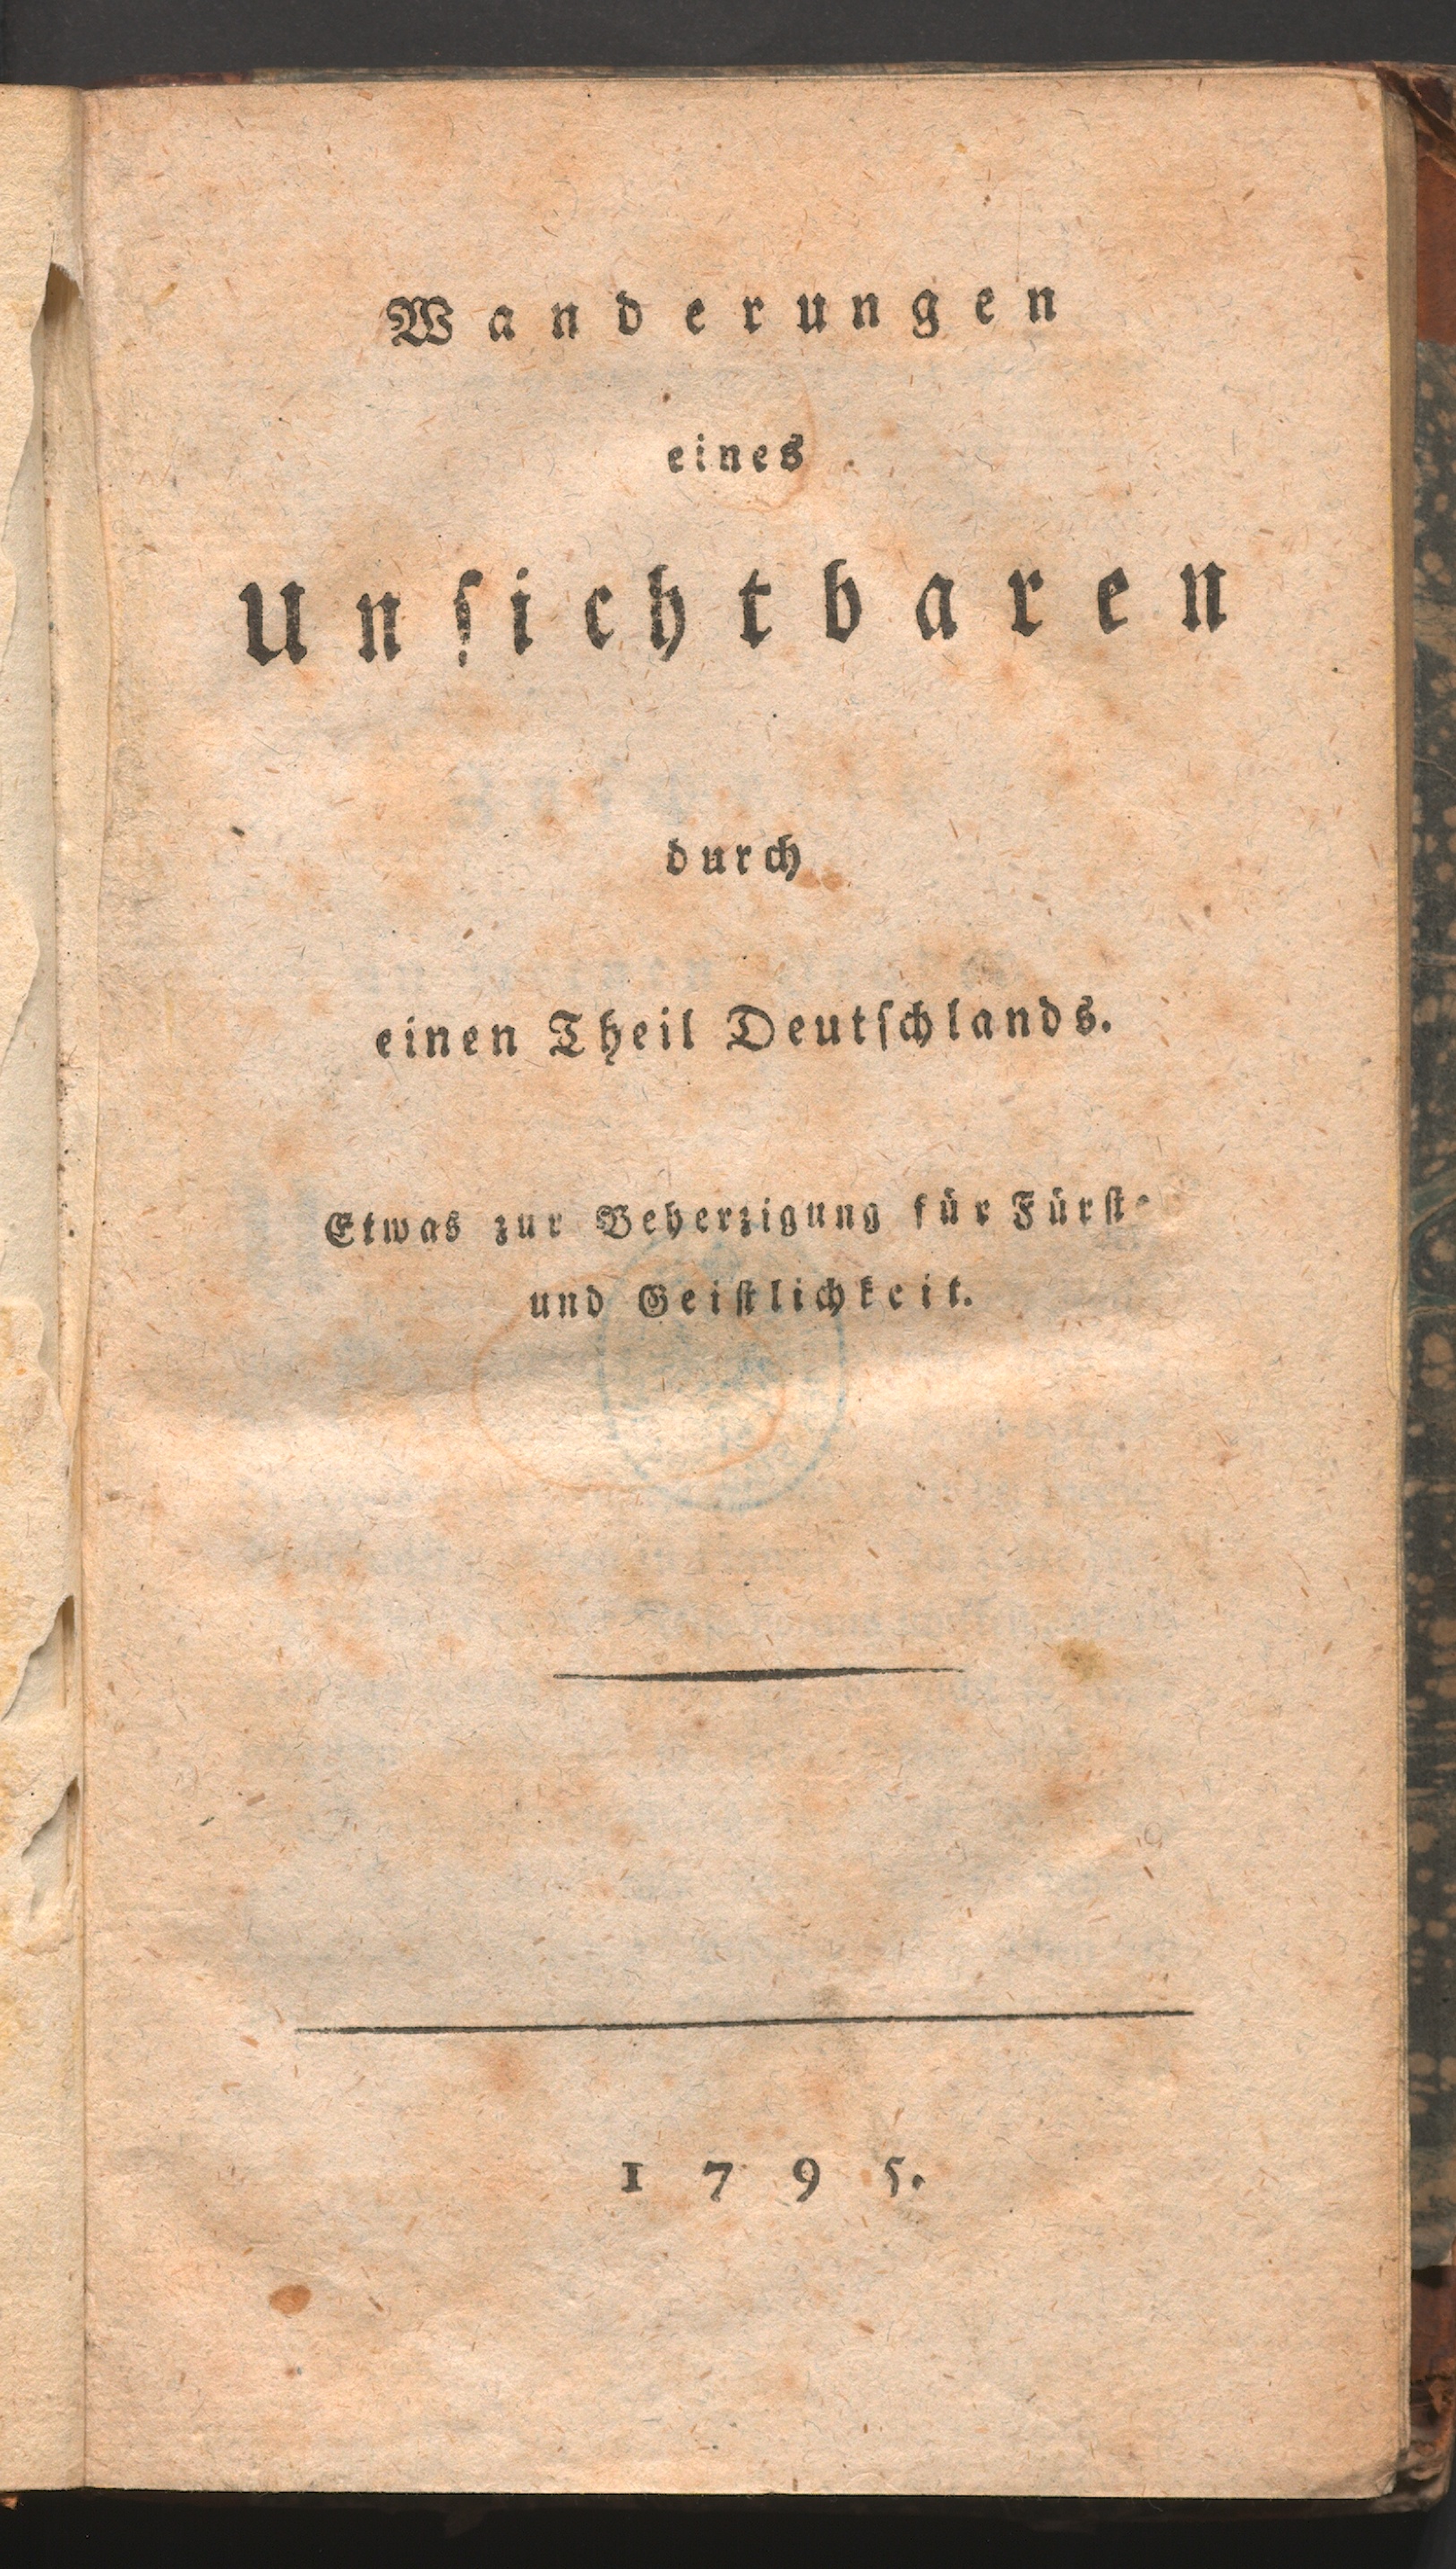 Wanderungen
eines
Unſichtbaren
durch
einen Theil Deutſchlands.
Etwas zur Beherzigung für Fürſt-
und Geiſtlichkeit.
1795.